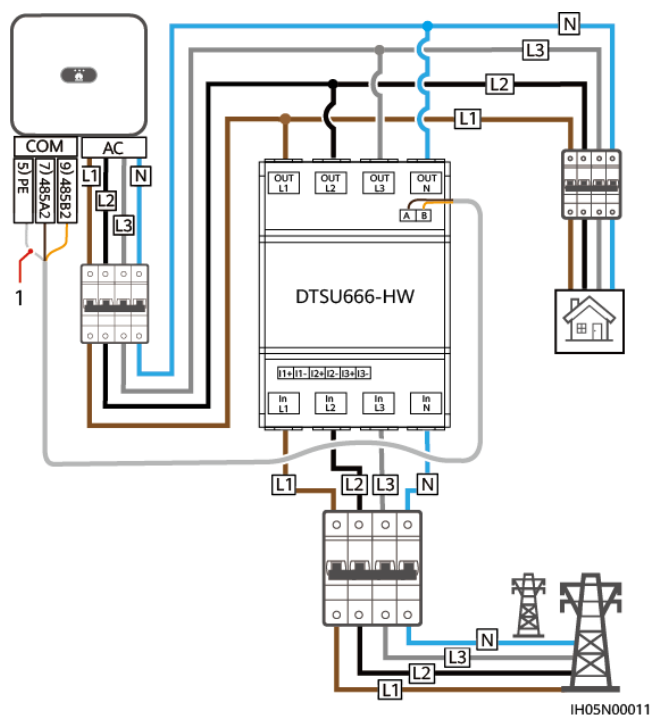 N
L3
L2
L1
COM
AC
5) PE
7) 485A2
9) 485B2
L1
L2
L3
N
1
OUT L1
OUT L2
OUT L3
OUT N
A B
DTSU666-HW
I1+ I1- I2+ I2- I3+ I3-
In L1
In L2
In L3
In N
L1
L2
L3
N
N
L3
L2
L1
IH05N00011